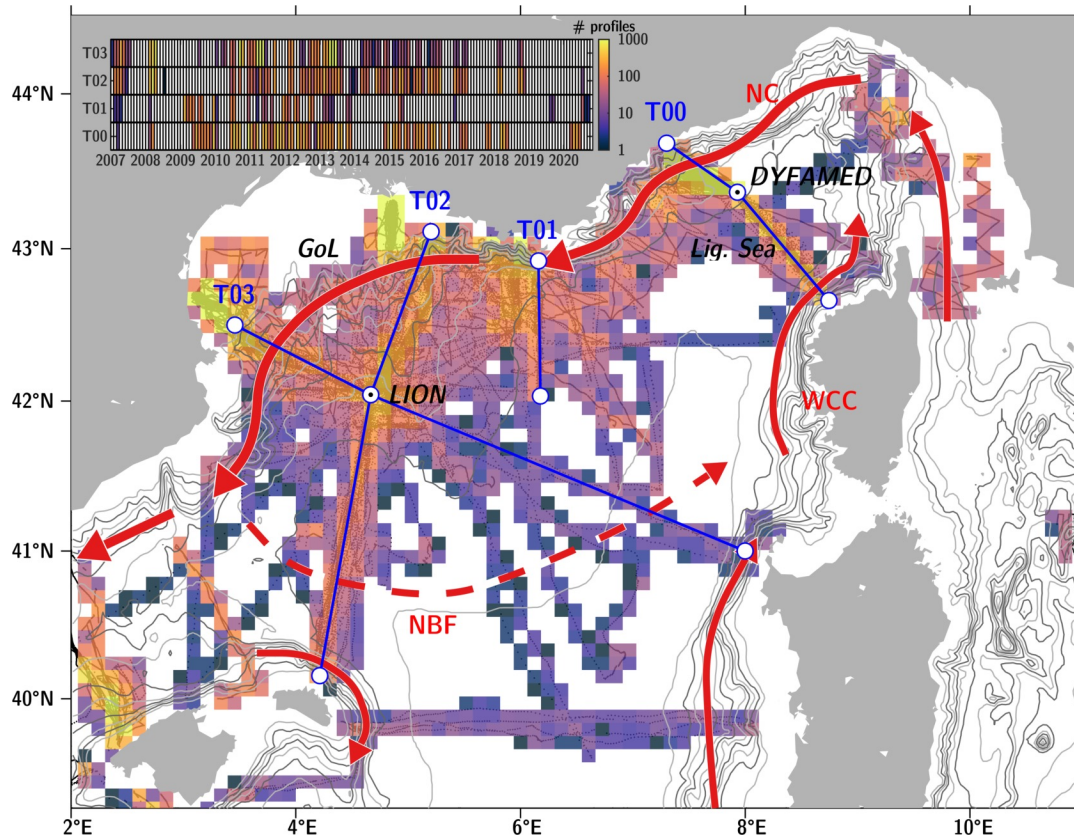 # profiles
T03
T02
T01
T00
1000
100
10
1
2007 2008 2009 2010 2011 2012 2013 2014 2015 2016 2017 2018 2019 2020
44°N
43°N
42°N
41°N
40°N
NC
T00
DYFAMED
T02
T01
GoL
Lig. Sea
T03
LION
WCC
NBF
2°E 4°E 6°E 8°E 10°E